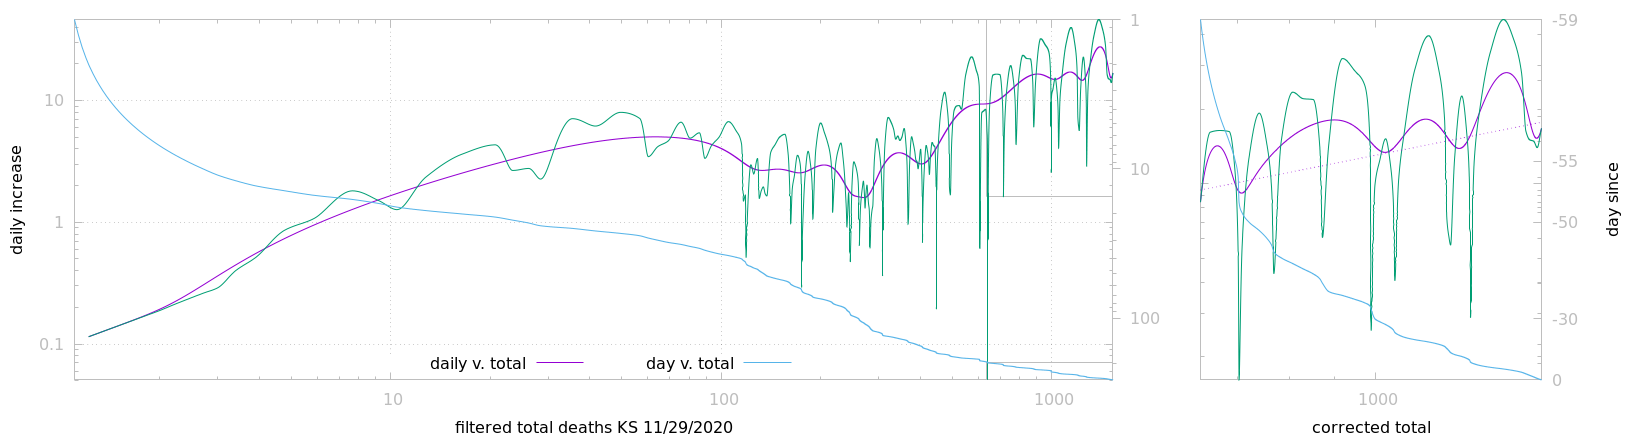 daily increase
10
1
0.1
10
100
1000
1
10
100
daily v. total
day v. total
filtered total deaths KS 11/29/2020
1000
-59
-55
-50
-30
0
corrected total
day since